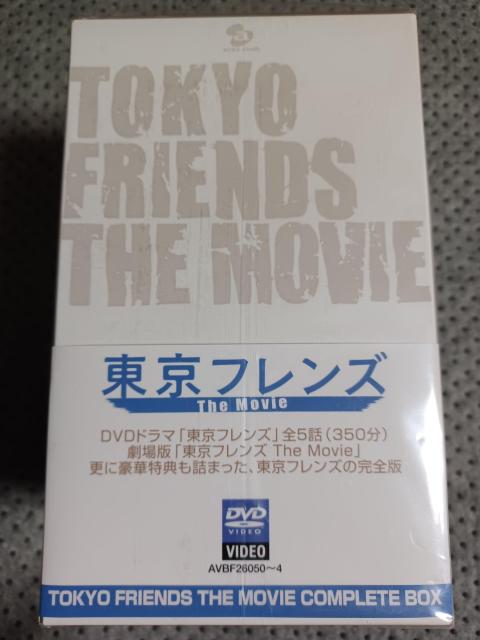 TOKYO
FRIENDS
THE MOVIE
東京フレンズ
The Movie
DVDドラマ「東京フレンズ」全5話（350分）
劇場版「東京フレンズ The Movie」
更に豪華特典も詰まった、東京フレンズの完全版
DVD
VIDEO
VIDEO
AVBF26050〜4
TOKYO FRIENDS THE MOVIE COMPLETE BOX